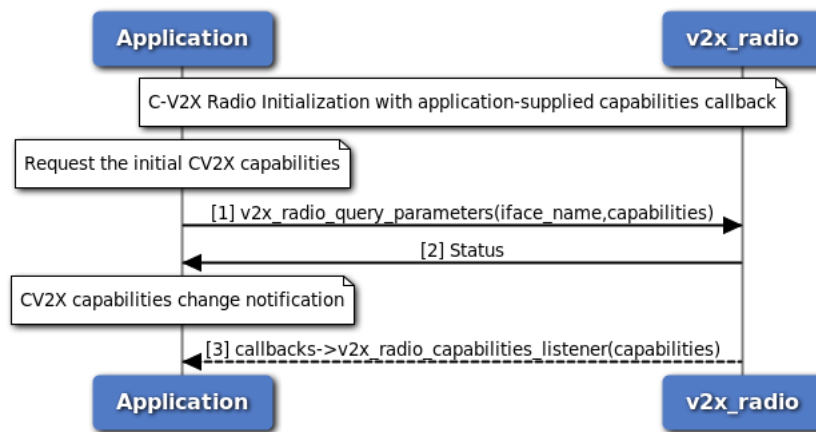 Application
v2x_radio
C-V2X Radio Initialization with application-supplied capabilities callback
Request the initial CV2X capabilities
[1] v2x_radio_query_parameters(iface_name,capabilities)
[2] Status
CV2X capabilities change notification
[3] callbacks->v2x_radio_capabilities_listener(capabilities)
Application
v2x_radio